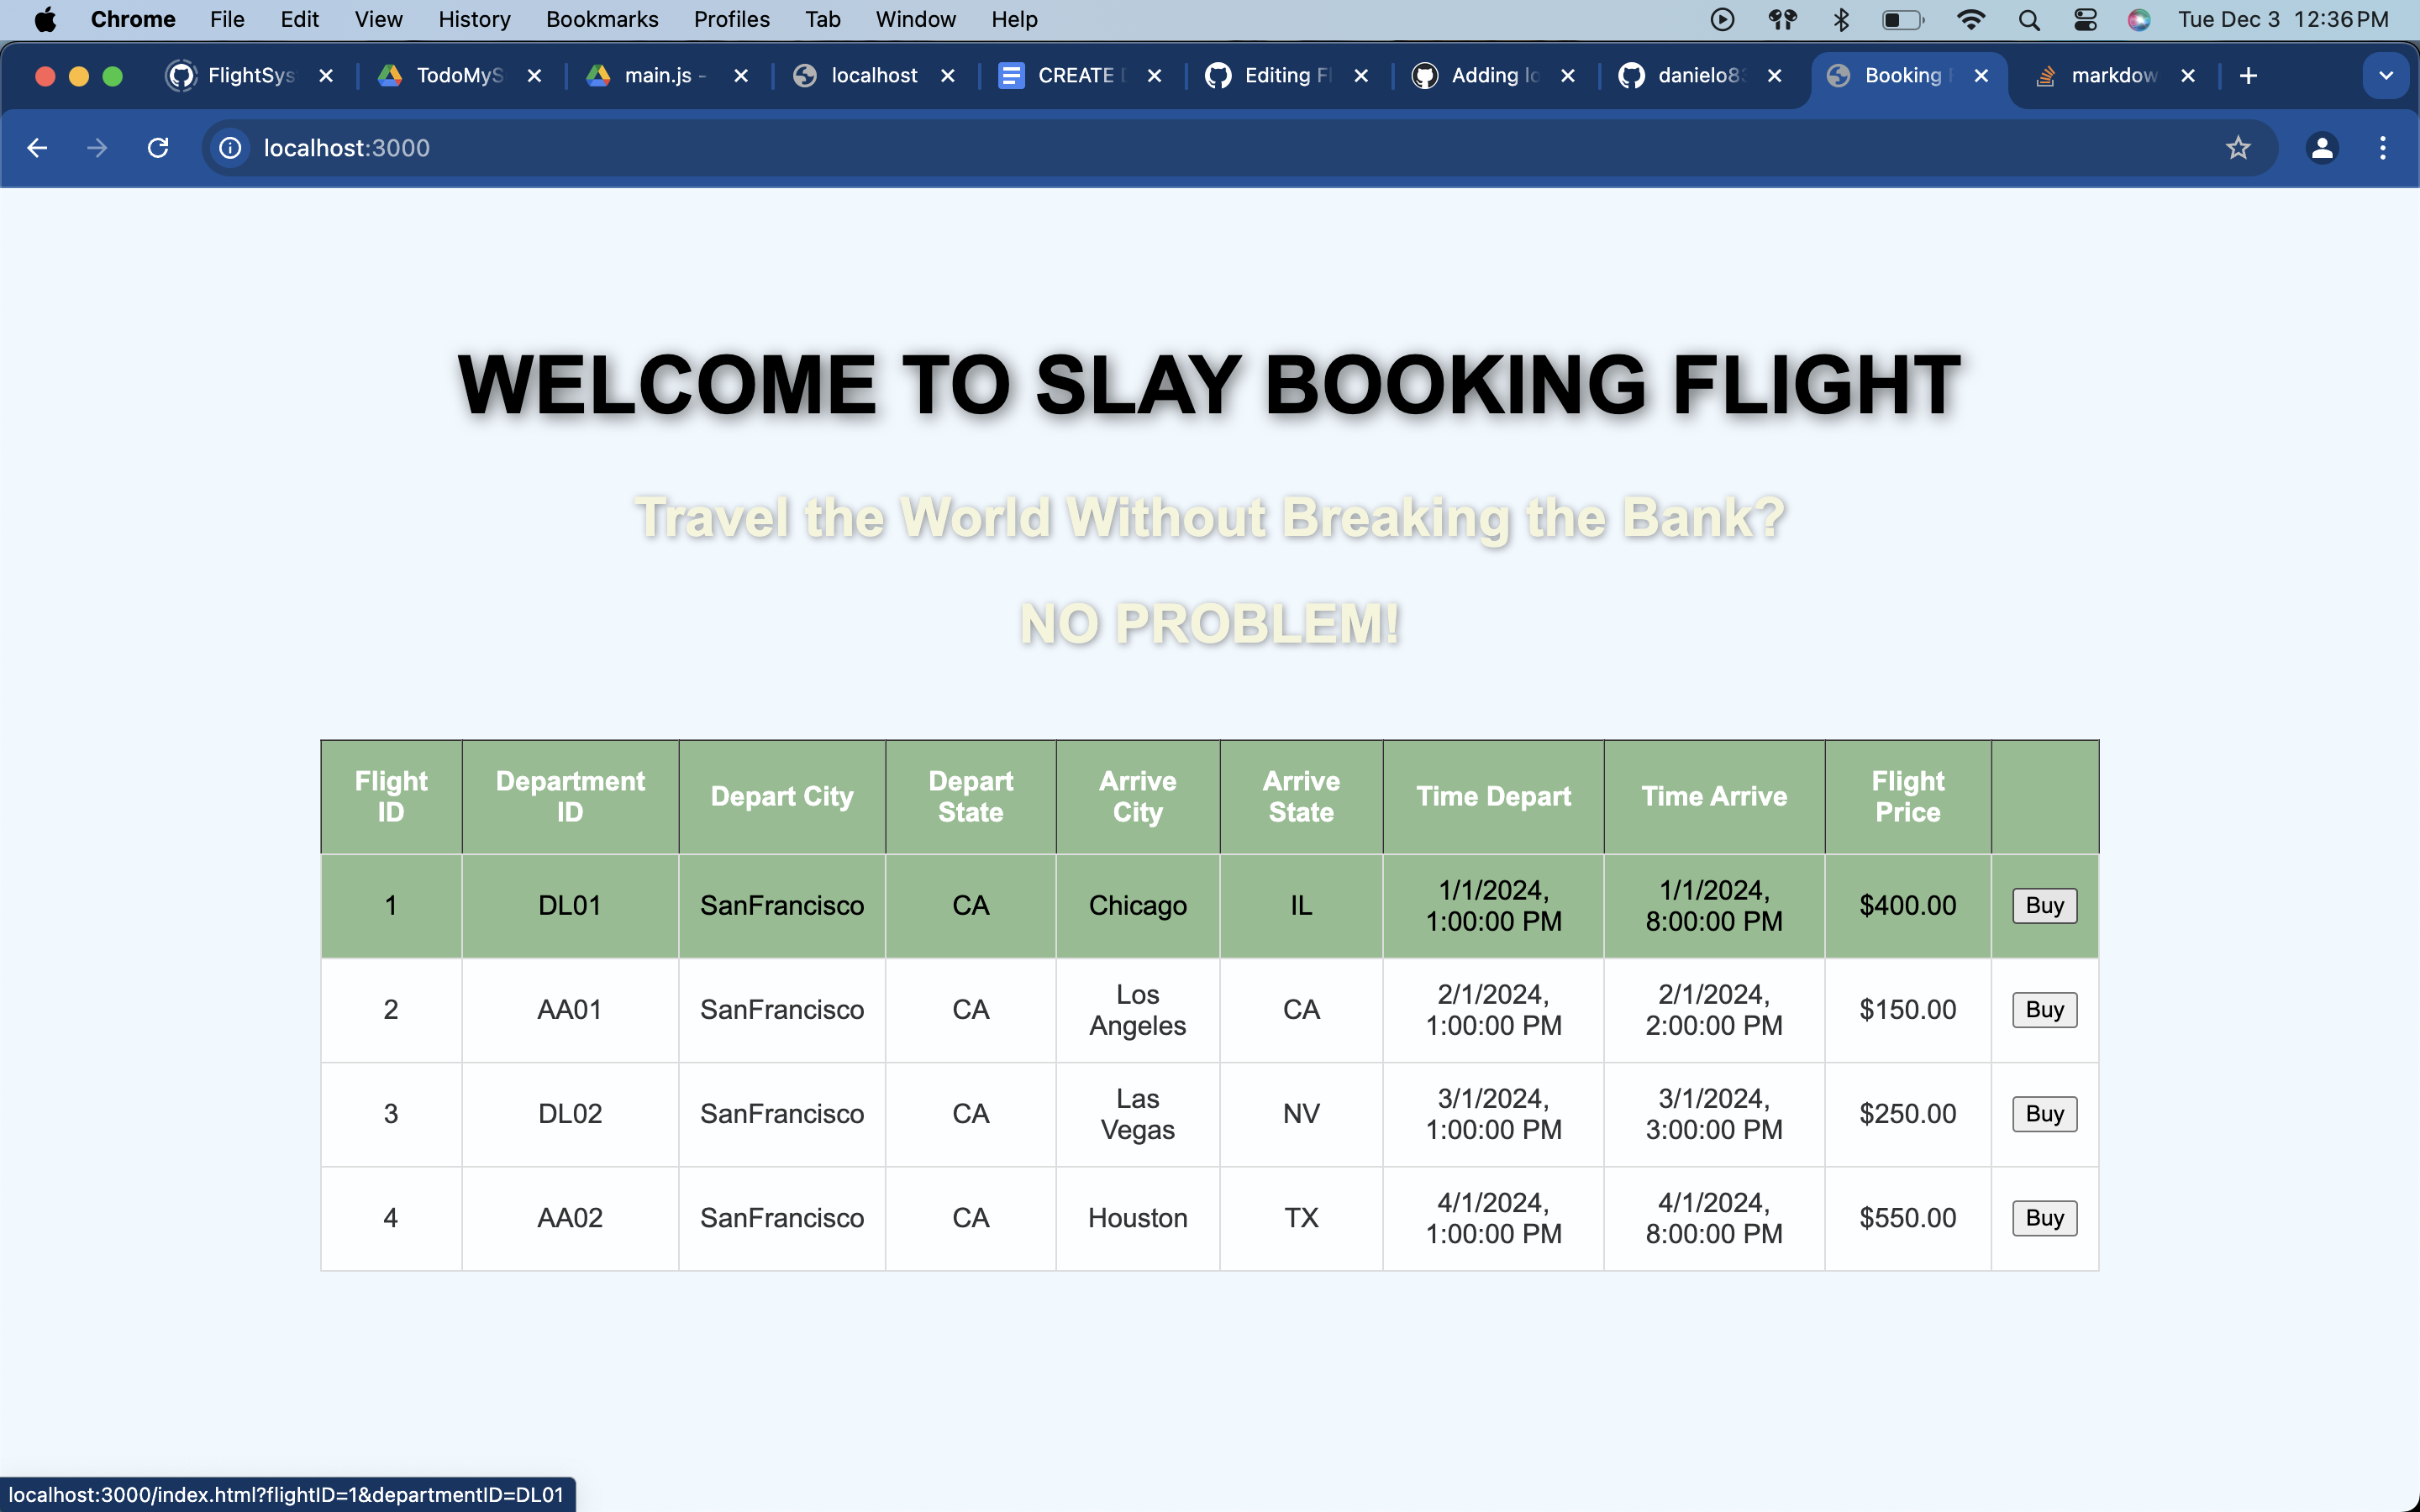 Chrome File Edit View History Bookmarks Profiles Tab Window Help Tue Dec 3 12:36 PM
FlightSys TodoMyS main.js - localhost CREATE Editing Adding danielo8 Booking markdow
localhost:3000
WELCOME TO SLAY BOOKING FLIGHT
Travel the World Without Breaking the Bank?
NO PROBLEM!
Flight ID Department ID Depart City Depart State Arrive City Arrive State Time Depart Time Arrive Flight Price
1 DL01 SanFrancisco CA Chicago IL 1/1/2024, 1:00:00 PM 1/1/2024, 8:00:00 PM $400.00 Buy
2 AA01 SanFrancisco CA Los Angeles CA 2/1/2024, 1:00:00 PM 2/1/2024, 2:00:00 PM $150.00 Buy
3 DL02 SanFrancisco CA Las Vegas NV 3/1/2024, 1:00:00 PM 3/1/2024, 3:00:00 PM $250.00 Buy
4 AA02 SanFrancisco CA Houston TX 4/1/2024, 1:00:00 PM 4/1/2024, 8:00:00 PM $550.00 Buy
localhost:3000/index.html?flightID=1&departmentID=DL01